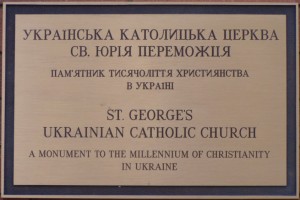 УКРАЇНСЬКА КАТОЛИЦЬКА ЦЕРКВА
СВ. ЮРІЯ ПЕРЕМОЖЦЯ
ПАМ'ЯТНИК ТИСЯЧОЛІТТЯ ХРИСТИЯНСТВА
В УКРАЇНІ
ST. GEORGE'S
UKRAINIAN CATHOLIC CHURCH
A MONUMENT TO THE MILLENNIUM OF CHRISTIANITY
IN UKRAINE